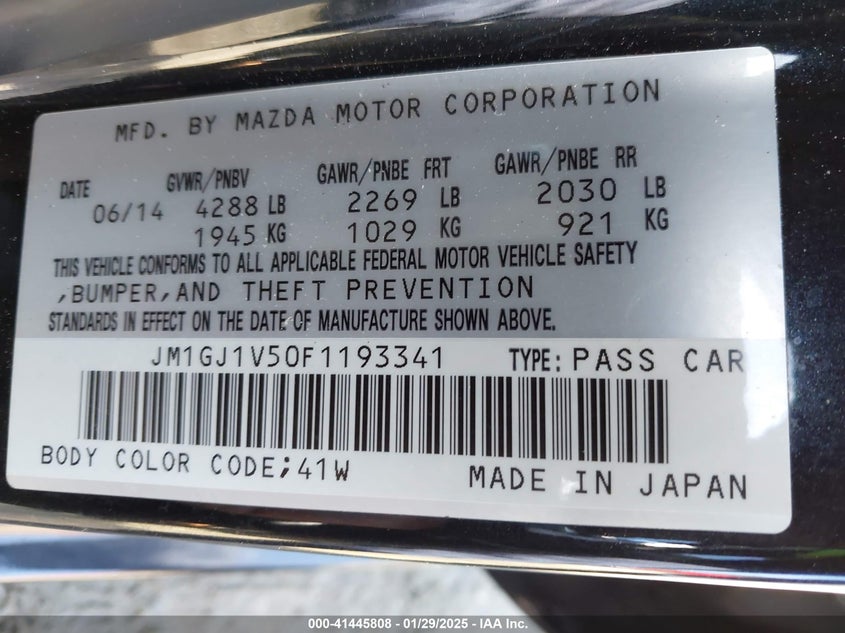 MFD. BY MAZDA MOTOR CORPORATION
DATE GVWR/PNBV GAWR/PNBE FRT GAWR/PNBE RR
06/14 4288 LB 2269 LB 2030 LB
1945 KG 1029 KG 921 KG
THIS VEHICLE CONFORMS TO ALL APPLICABLE FEDERAL MOTOR VEHICLE SAFETY
,BUMPER,AND THEFT PREVENTION
STANDARDS IN EFFECT ON THE DATE OF MANUFACTURE SHOWN ABOVE.
JM1GJ1V50F1193341 TYPE: PASS CAR
BODY COLOR CODE;41W MADE IN JAPAN
000-41445808 - 01/29/2025 - IAA Inc.